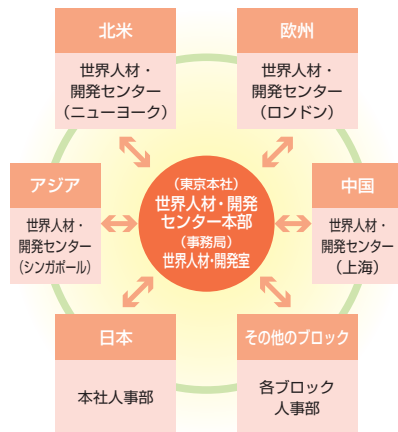 北米
世界人材・
開発センター
（ニューヨーク）
欧州
世界人材・
開発センター
（ロンドン）
アジア
世界人材・
開発センター
（シンガポール）
（東京本社）
世界人材・開発
センター本部
（事務局）
世界人材・開発室
中国
世界人材・
開発センター
（上海）
日本
本社人事部
その他のブロック
各ブロック
人事部